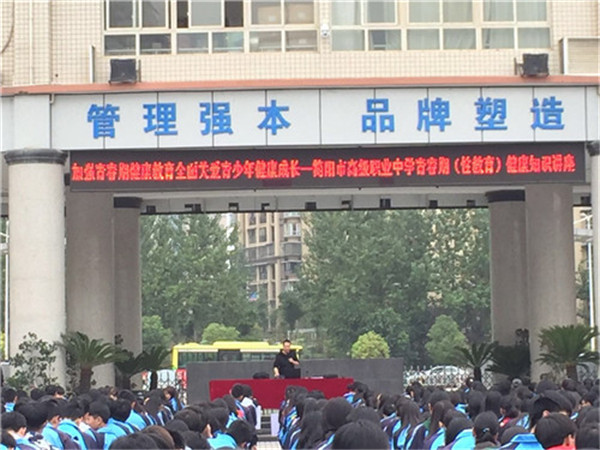 管理强本 品牌塑造
加强青春期健康教育全面关爱青少年健康成长—简阳市高级职业中学青春期（性教育）健康知识讲座